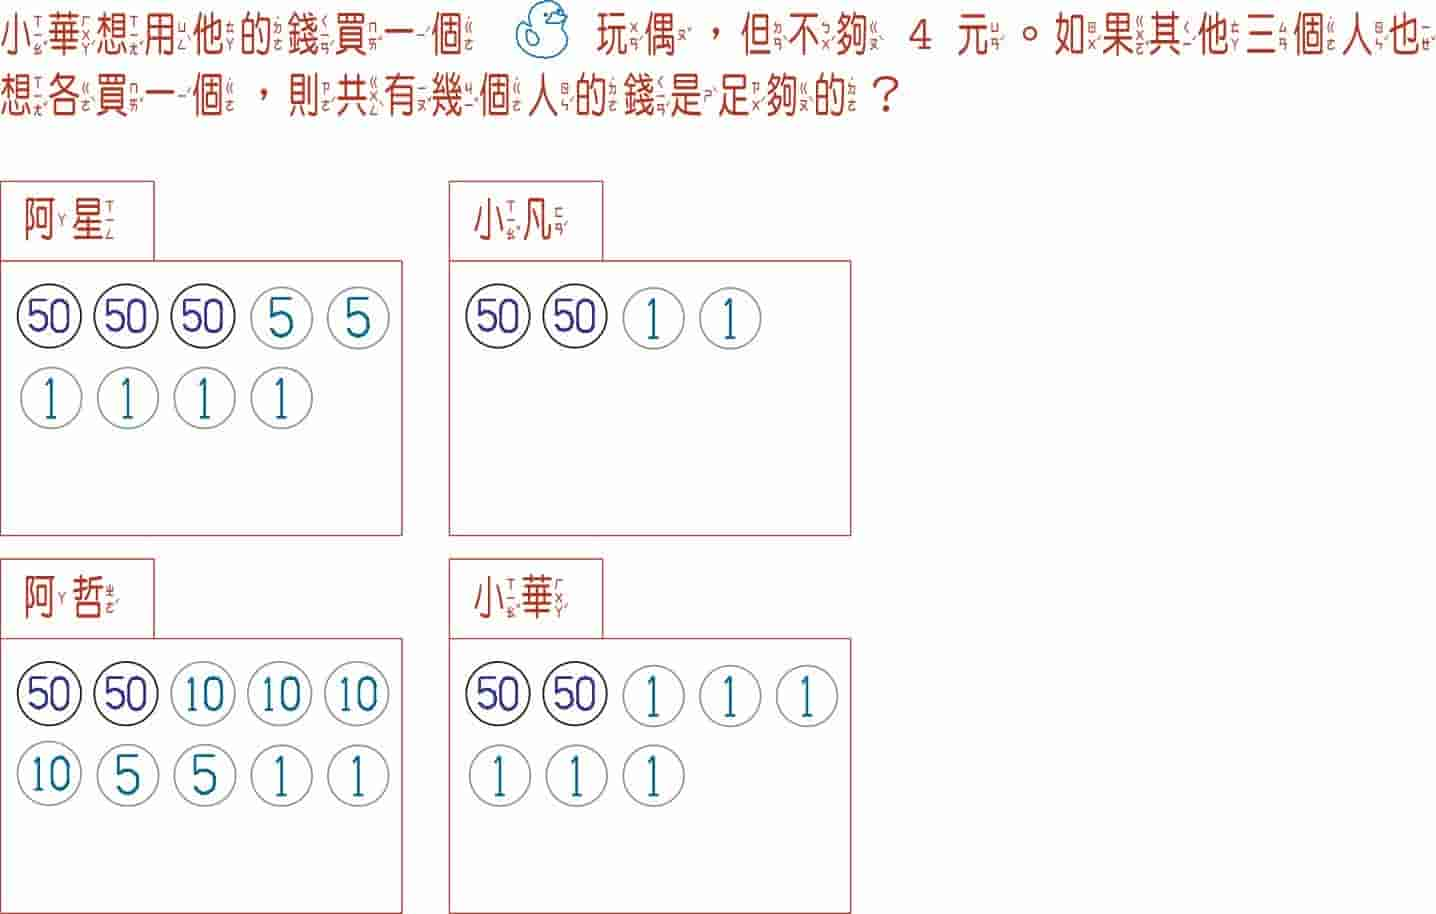 小華想用他的錢買一個 玩偶，但不夠 4 元。如果其他三個人也
想各買一個，則共有幾個人的錢是足夠的？
阿星
50 50 50 5 5
1 1 1 1
小凡
50 50 1 1
阿哲
50 50 10 10 10
10 5 5 1 1
小華
50 50 1 1 1
1 1 1